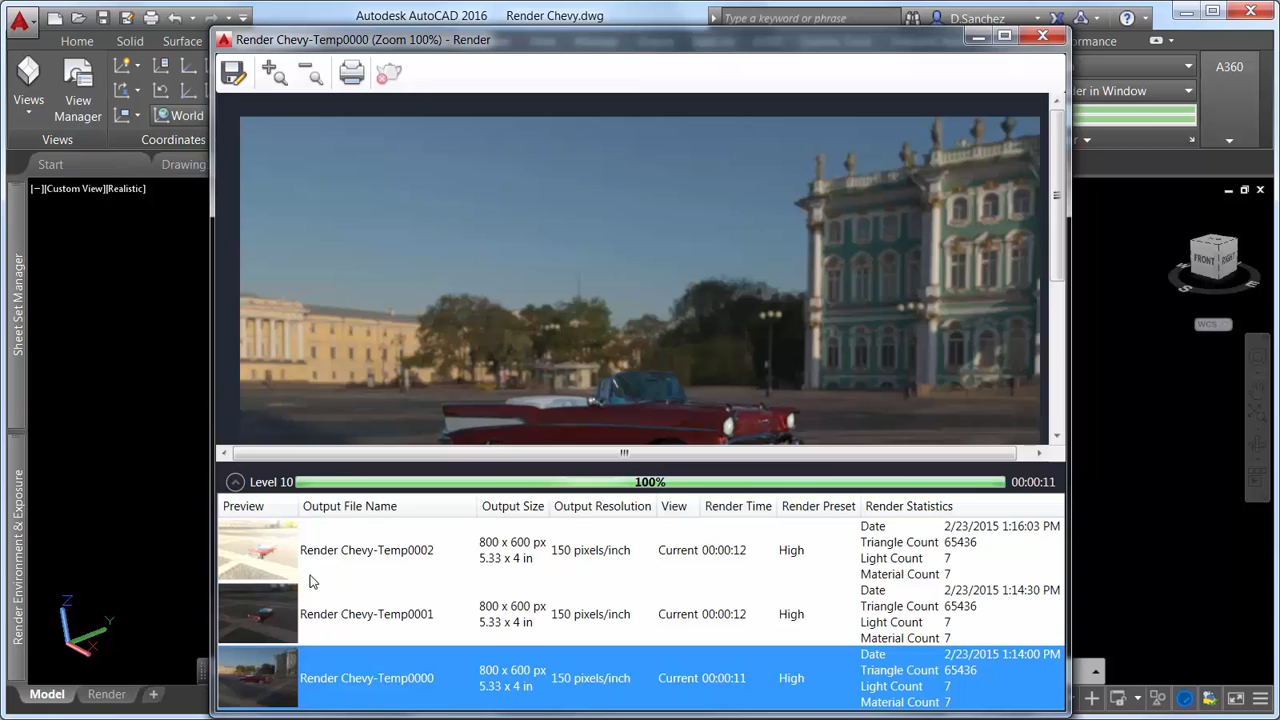 Autodesk AutoCAD 2016 Render Chevy.dwg
Type a keyword or phrase
D.Sanchez
Render Chevy-Temp0000 (Zoom 100%) - Render
Home Solid Surface
A360
Views
View
Manager
World
Views
Coordinates
Start
Drawing
[−][Custom View][Realistic]
FRONT RIGHT
S E
WCS
Sheet Set Manager
Render Environment & Exposure
Level 10 100% 00:00:11
Preview Output File Name Output Size Output Resolution View Render Time Render Preset Render Statistics
Render Chevy-Temp0002 800 x 600 px 5.33 x 4 in 150 pixels/inch Current 00:00:12 High
Date 2/23/2015 1:16:03 PM
Triangle Count 65436
Light Count 7
Material Count 7
Render Chevy-Temp0001 800 x 600 px 5.33 x 4 in 150 pixels/inch Current 00:00:12 High
Date 2/23/2015 1:14:30 PM
Triangle Count 65436
Light Count 7
Material Count 7
Render Chevy-Temp0000 800 x 600 px 5.33 x 4 in 150 pixels/inch Current 00:00:11 High
Date 2/23/2015 1:14:00 PM
Triangle Count 65436
Light Count 7
Material Count 7
Z
Y
X
Model Render